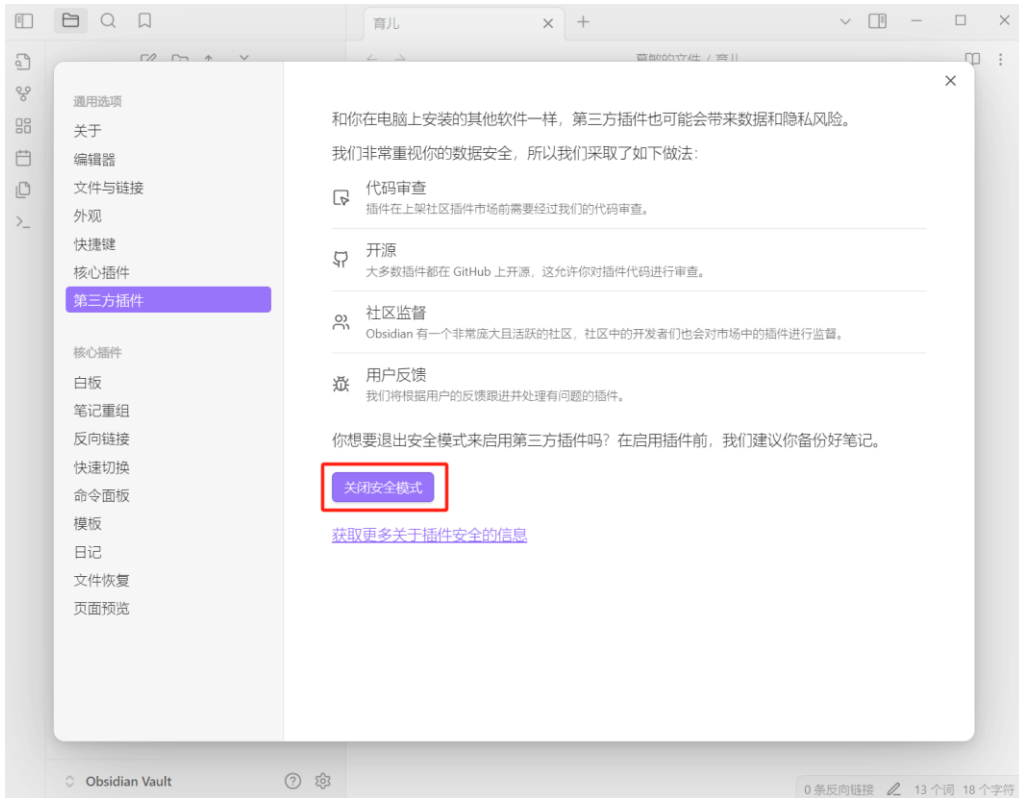 育儿
通用选项
关于
编辑器
文件与链接
外观
快捷键
核心插件
第三方插件
核心插件
白板
笔记重组
反向链接
快速切换
命令面板
模板
日记
文件恢复
页面预览
和你在电脑上安装的其他软件一样，第三方插件也可能会带来数据和隐私风险。
我们非常重视你的数据安全，所以我们采取了如下做法：
代码审查
插件在上架社区插件市场前需要经过我们的代码审查。
开源
大多数插件都在 GitHub 上开源，这允许你对插件代码进行审查。
社区监督
Obsidian 有一个非常庞大且活跃的社区，社区中的开发者们也会对市场中的插件进行监督。
用户反馈
我们将根据用户的反馈跟进并处理有问题的插件。
你想要退出安全模式来启用第三方插件吗？在启用插件前，我们建议你备份好笔记。
关闭安全模式
获取更多关于插件安全的信息
Obsidian Vault
0 条反向链接 13 个词 18 个字符